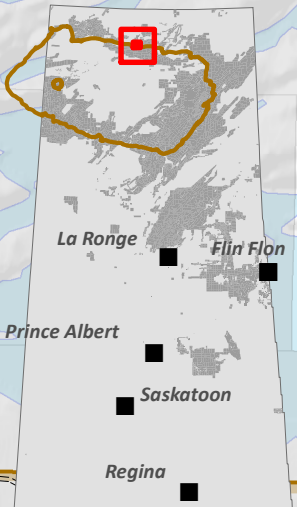 La Ronge
Flin Flon
Prince Albert
Saskatoon
Regina